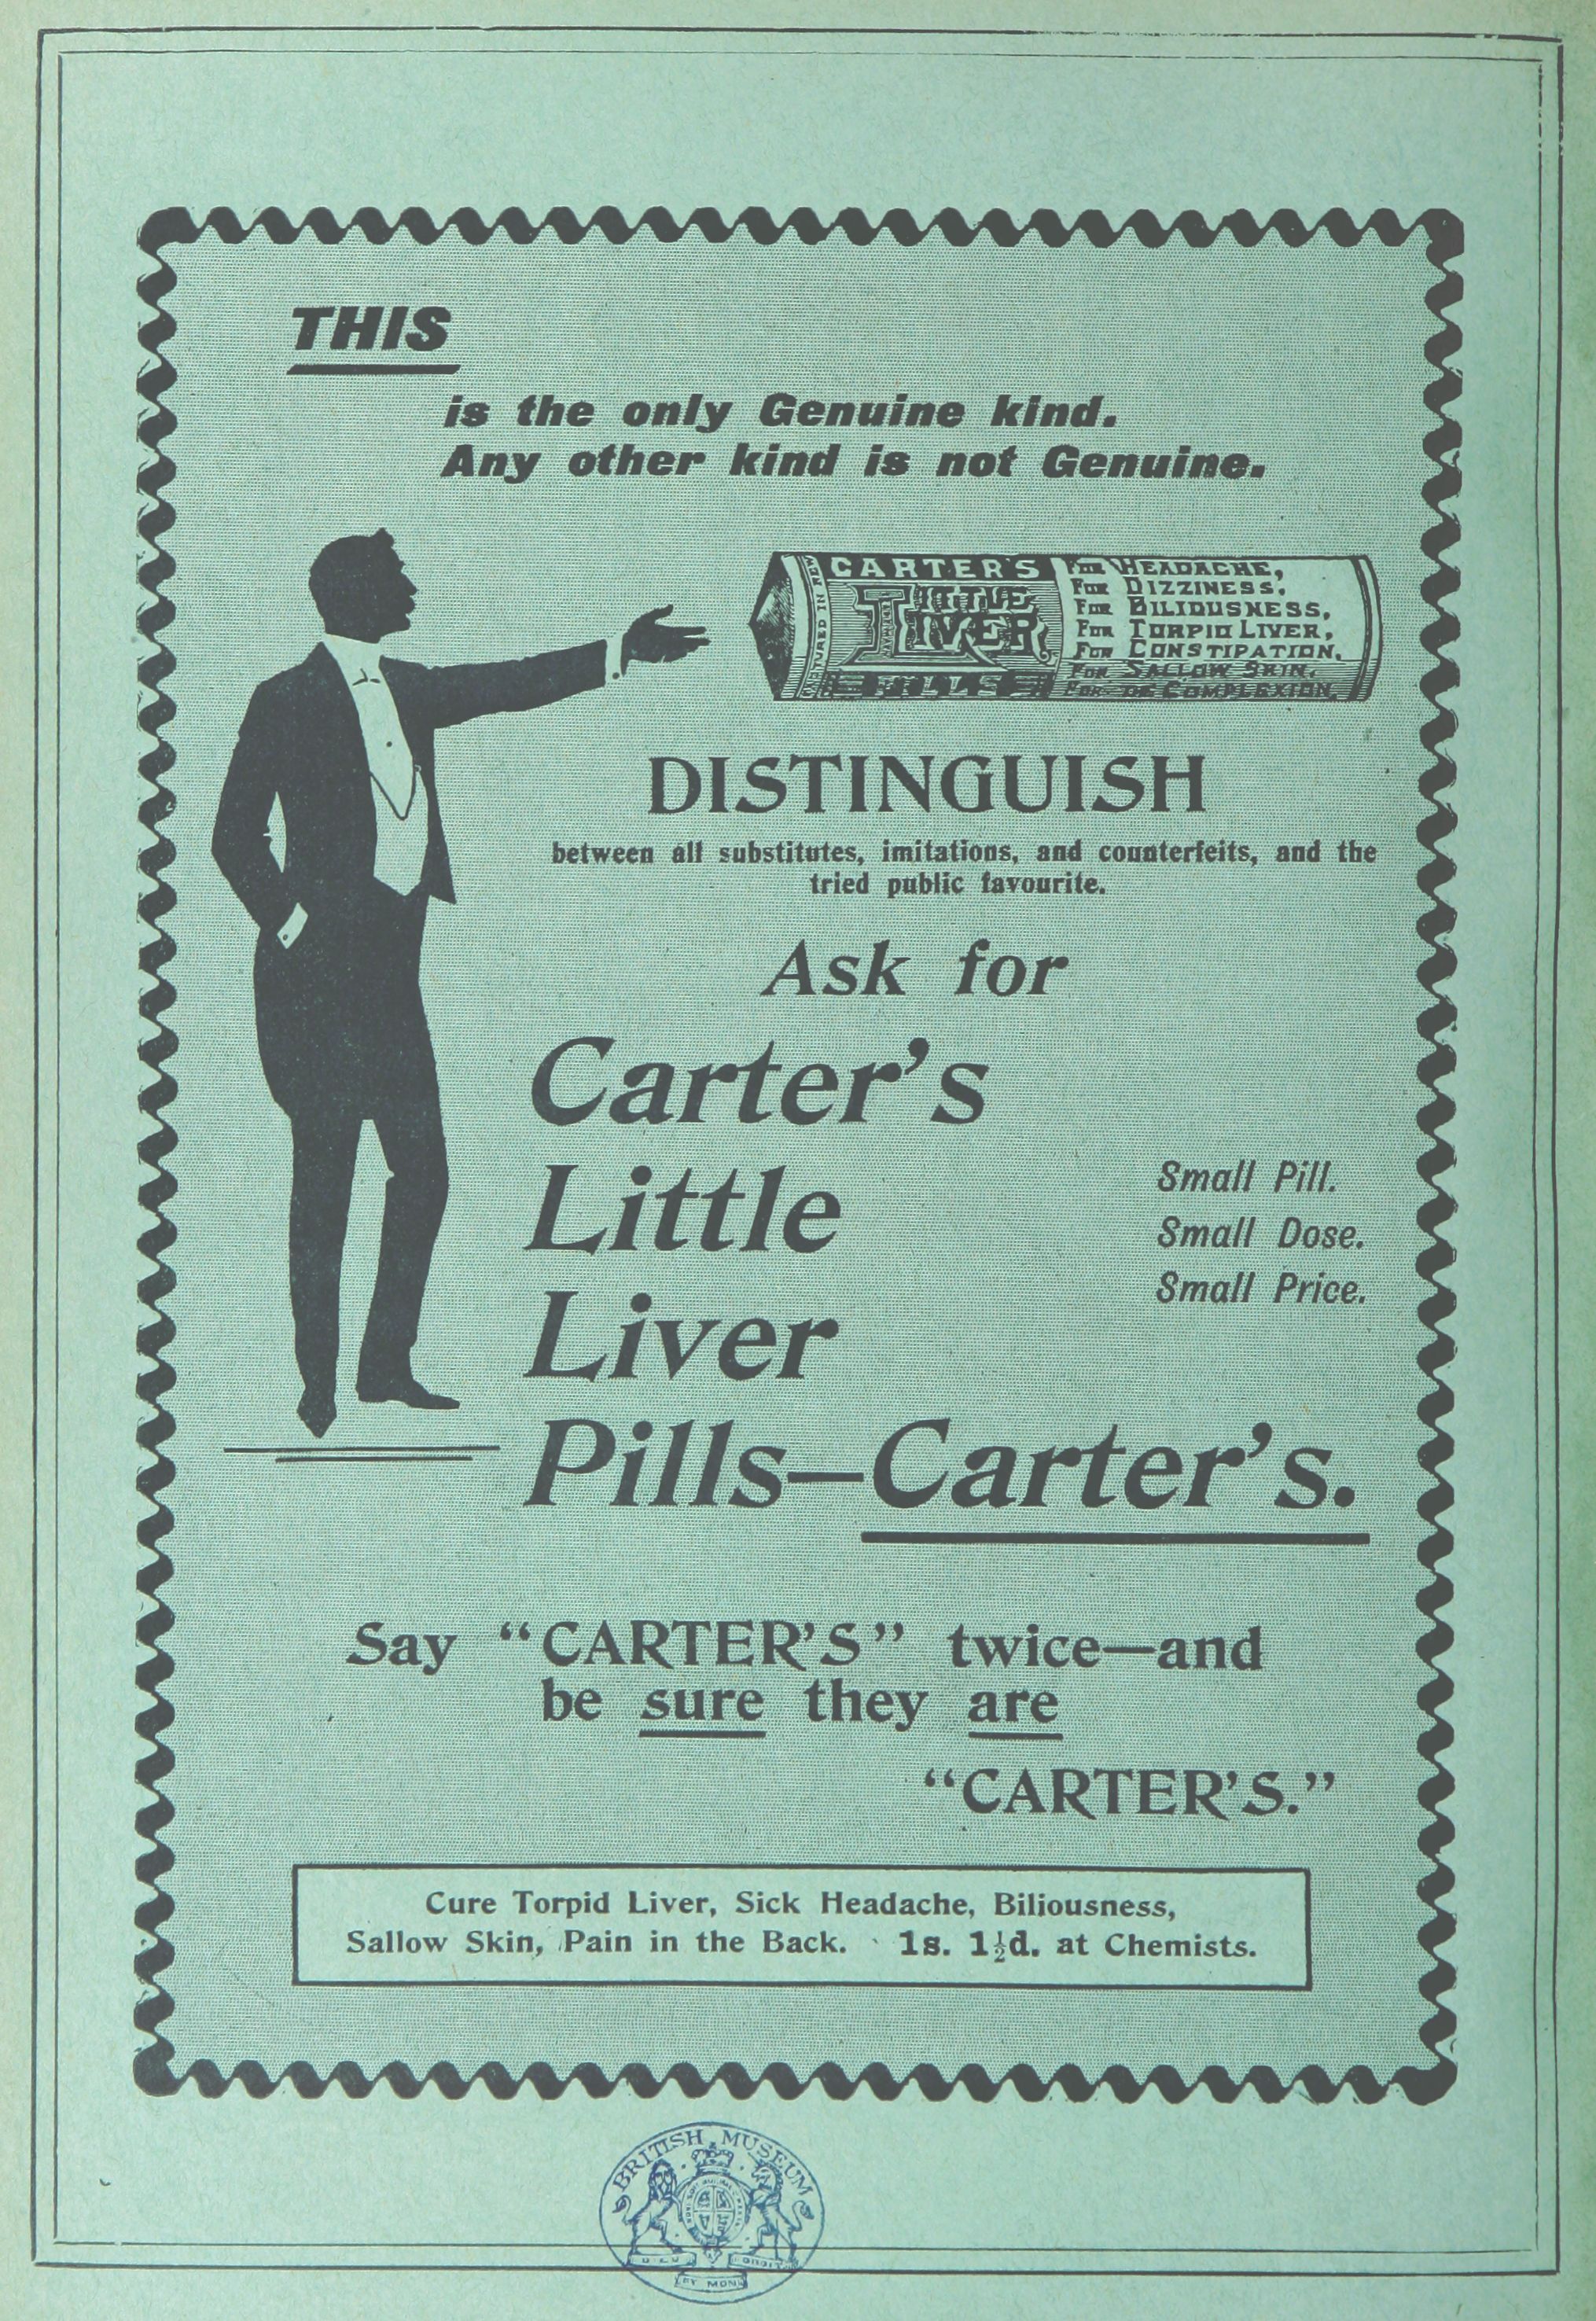 THIS
is the only Genuine kind.
Any other kind is not Genuine.
CARTER'S
LITTLE
LIVER
PILLS
FOR HEADACHE,
FOR DIZZINESS.
FOR BILIOUSNESS.
FOR TORPID LIVER,
FOR CONSTIPATION.
FOR SALLOW SKIN.
FOR THE COMPLEXION.
DISTINGUISH
between all substitutes, imitations, and counterfeits, and the
tried public favourite.
Ask for
Carter's
Little
Liver
Pills—Carter's.
Small Pill.
Small Dose.
Small Price.
Say "CARTER'S" twice—and
be sure they are
"CARTER'S."
Cure Torpid Liver, Sick Headache, Biliousness,
Sallow Skin, Pain in the Back. 1s. 1½d. at Chemists.
BRITISH MUSEUM